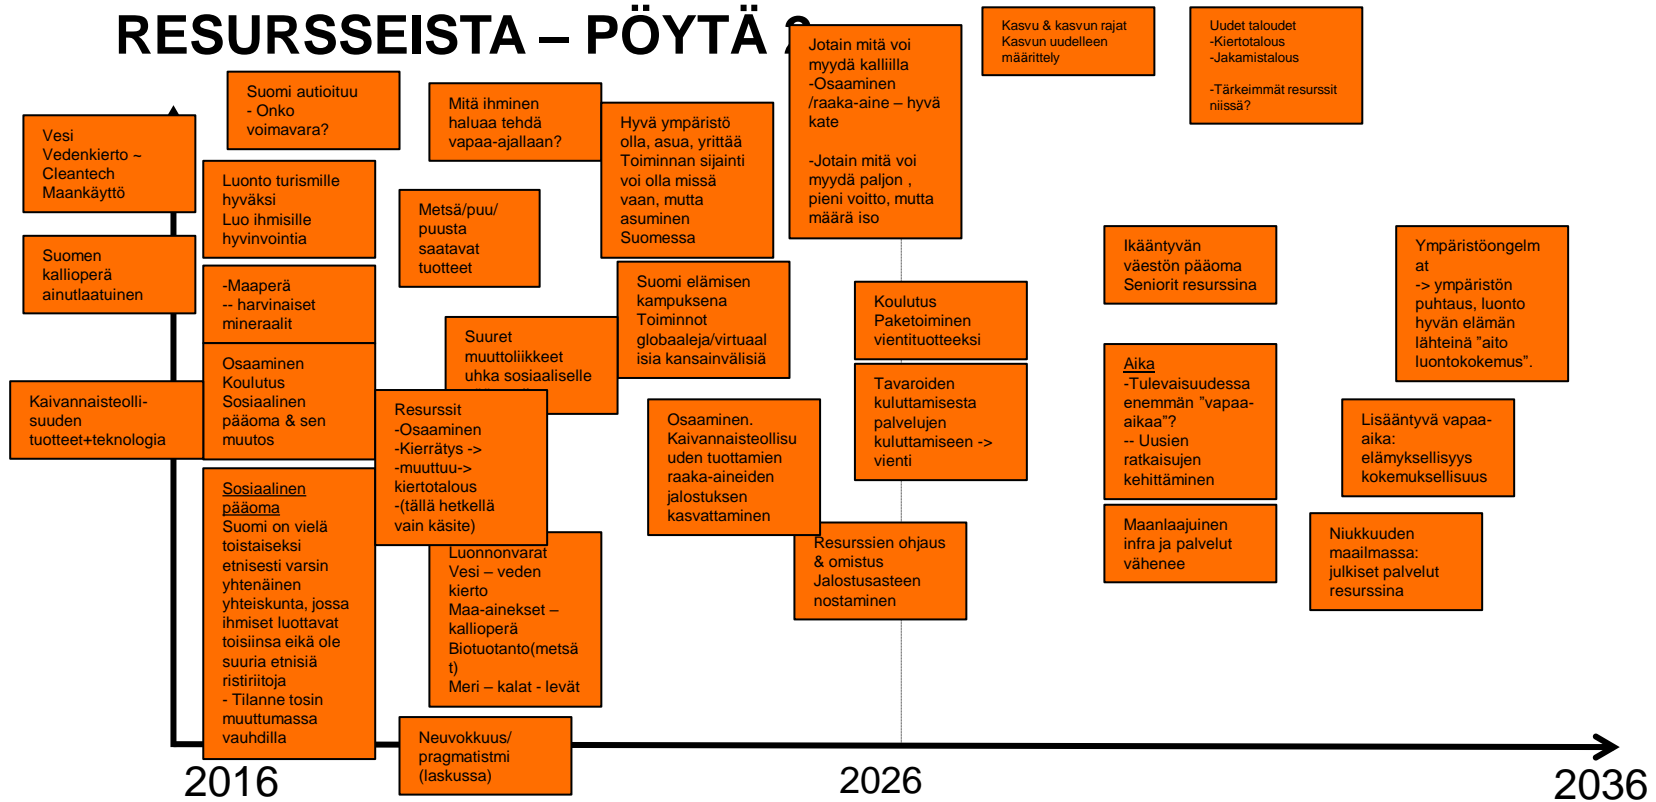 RESURSSEISTA – PÖYTÄ
Vesi
Vedenkierto ~
Cleantech
Maankäyttö
Suomen
kallioperä
ainutlaatuinen
Kaivannaisteolli-
suuden
tuotteet+teknologia
Suomi autioituu
- Onko
voimavara?
Luonto turismille
hyväksi
Luo ihmisille
hyvinvointia
-Maaperä
-- harvinaiset
mineraalit
Osaaminen
Koulutus
Sosiaalinen
pääoma & sen
muutos
Sosiaalinen
pääoma
Suomi on vielä
toistaiseksi
etnisesti varsin
yhtenäinen
yhteiskunta, jossa
ihmiset luottavat
toisiinsa eikä ole
suuria etnisiä
ristiriitoja
- Tilanne tosin
muuttumassa
vauhdilla
Mitä ihminen
haluaa tehdä
vapaa-ajallaan?
Metsä/puu/
puusta
saatavat
tuotteet
Suuret
muuttoliikkeet
uhka sosiaaliselle
Resurssit
-Osaaminen
-Kierrätys ->
-muuttuu->
kiertotalous
-(tällä hetkellä
vain käsite)
Luonnonvarat
Vesi – veden
kierto
Maa-ainekset –
kallioperä
Biotuotanto(metsä
t)
Meri – kalat - levät
Neuvokkuus/
pragmatistmi
(laskussa)
Hyvä ympäristö
olla, asua, yrittää
Toiminnan sijainti
voi olla missä
vaan, mutta
asuminen
Suomessa
Suomi elämisen
kampuksena
Toiminnot
globaaleja/virtuaal
isia kansainvälisiä
Osaaminen.
Kaivannaisteollisu
uden tuottamien
raaka-aineiden
jalostuksen
kasvattaminen
Jotain mitä voi
myydä kalliilla
-Osaaminen
/raaka-aine – hyvä
kate
-Jotain mitä voi
myydä paljon ,
pieni voitto, mutta
määrä iso
Koulutus
Paketoiminen
vientituotteeksi
Tavaroiden
kuluttamisesta
palvelujen
kuluttamiseen ->
vienti
Resurssien ohjaus
& omistus
Jalostusasteen
nostaminen
Kasvu & kasvun rajat
Kasvun uudelleen
määrittely
Uudet taloudet
-Kiertotalous
-Jakamistalous
-Tärkeimmät resurssit
niissä?
Ikääntyvän
väestön pääoma
Seniorit resurssina
Aika
-Tulevaisuudessa
enemmän ”vapaa-
aikaa”?
-- Uusien
ratkaisujen
kehittäminen
Maanlaajuinen
infra ja palvelut
vähenee
Ympäristöongelm
at
-> ympäristön
puhtaus, luonto
hyvän elämän
lähteinä ”aito
luontokokemus”.
Lisääntyvä vapaa-
aika:
elämyksellisyys
kokemuksellisuus
Niukkuuden
maailmassa:
julkiset palvelut
resurssina
2016
2026
2036